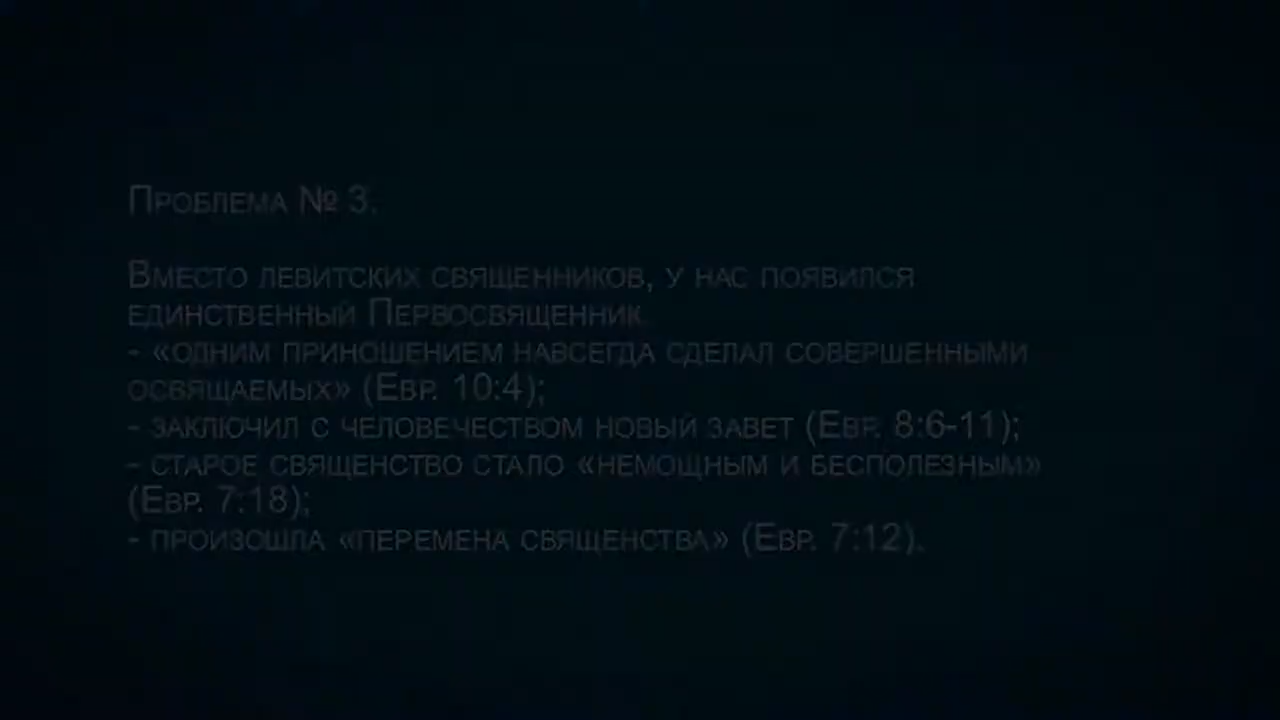 Проблема № 3.
Вместо левитских священников, у нас появился
единственный Первосвященник.
- «одним приношением навсегда сделал совершенными
освящаемых» (Евр. 10:4);
- заключил с человечеством новый завет (Евр. 8:6-11);
- старое священство стало «немощным и бесполезным»
(Евр. 7:18);
- произошла «перемена священства» (Евр. 7:12).